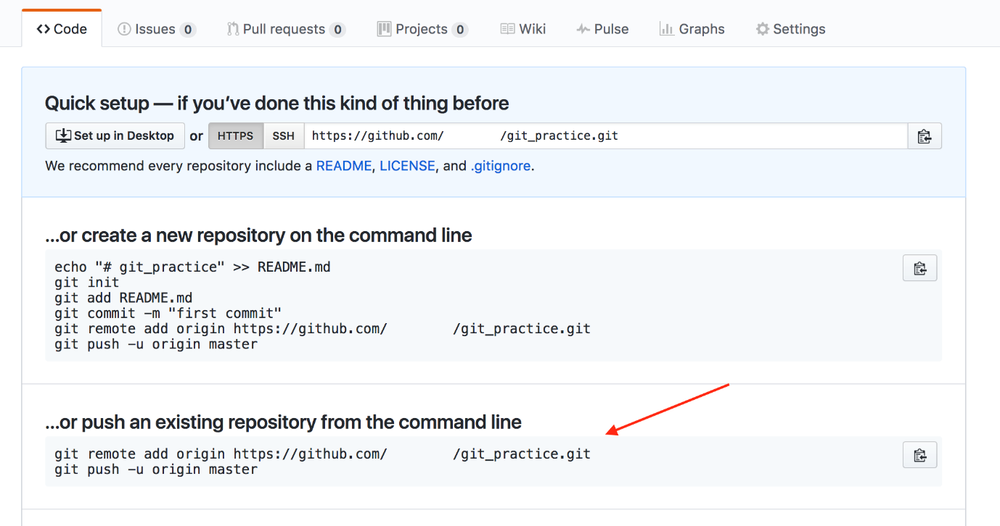 Code Issues 0 Pull requests 0 Projects 0 Wiki Pulse Graphs Settings
Quick setup — if you’ve done this kind of thing before
Set up in Desktop or HTTPS SSH https://github.com/ /git_practice.git
We recommend every repository include a README, LICENSE, and .gitignore.
…or create a new repository on the command line
echo "# git_practice" >> README.md
git init
git add README.md
git commit -m "first commit"
git remote add origin https://github.com/ /git_practice.git
git push -u origin master
…or push an existing repository from the command line
git remote add origin https://github.com/ /git_practice.git
git push -u origin master